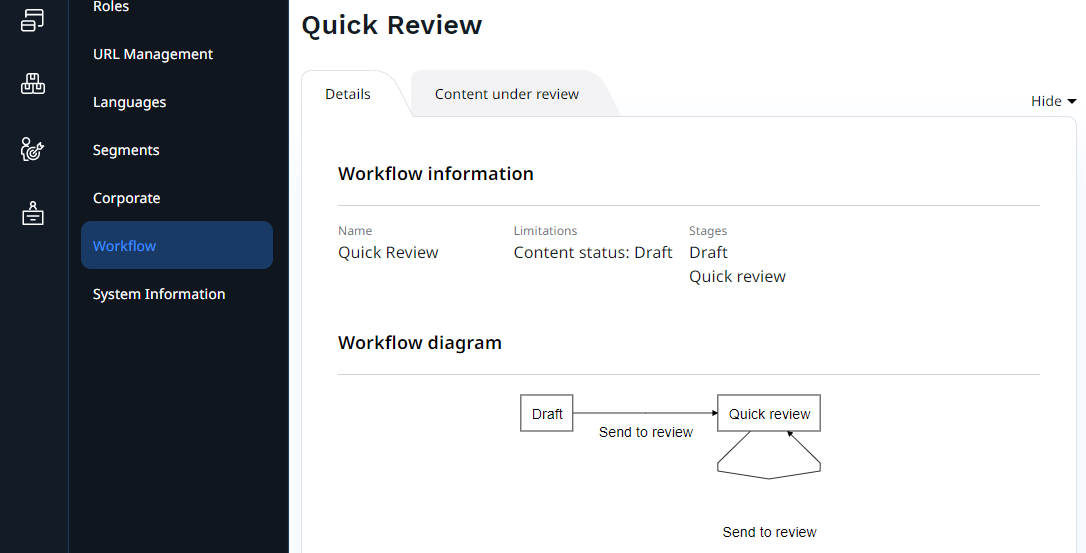 Roles
URL Management
Languages
Segments
Corporate
Workflow
System Information
Quick Review
Details
Content under review
Hide
Workflow information
Name
Quick Review
Limitations
Content status: Draft
Stages
Draft
Quick review
Workflow diagram
Draft
Send to review
Quick review
Send to review